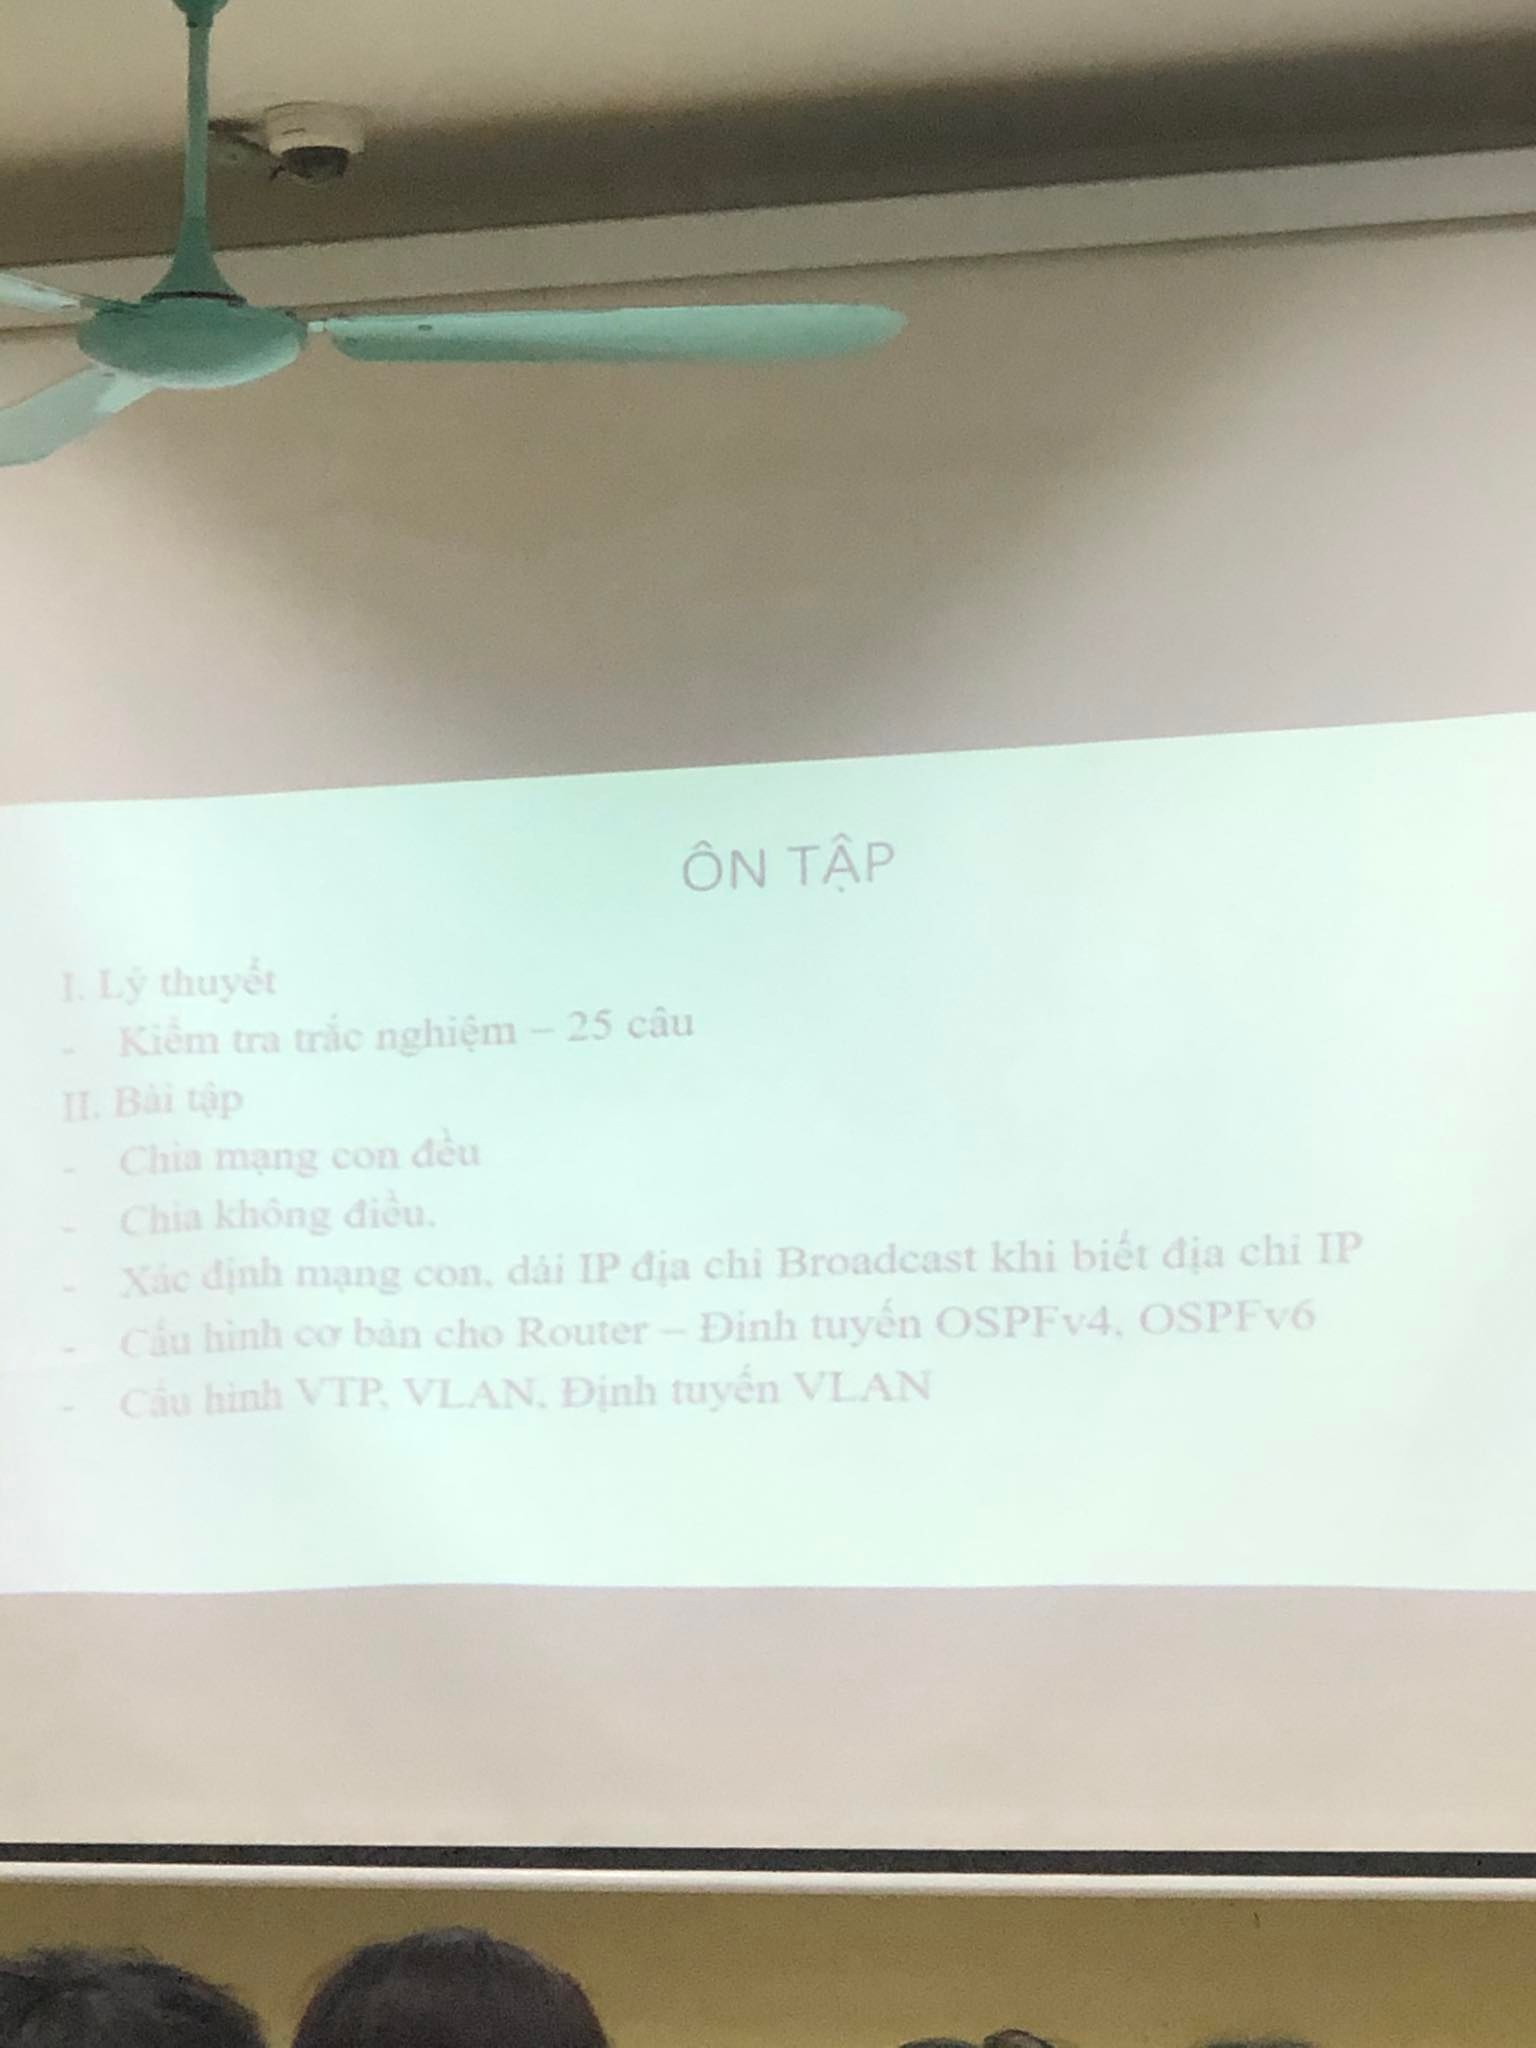 ÔN TẬP
I. Lý thuyết
- Kiểm tra trắc nghiệm – 25 câu
II. Bài tập
- Chia mạng con đều
- Chia không điều.
- Xác định mạng con, dải IP địa chỉ Broadcast khi biết địa chỉ IP
- Cấu hình cơ bản cho Router – Đinh tuyến OSPFv4, OSPFv6
- Cấu hình VTP, VLAN, Định tuyến VLAN